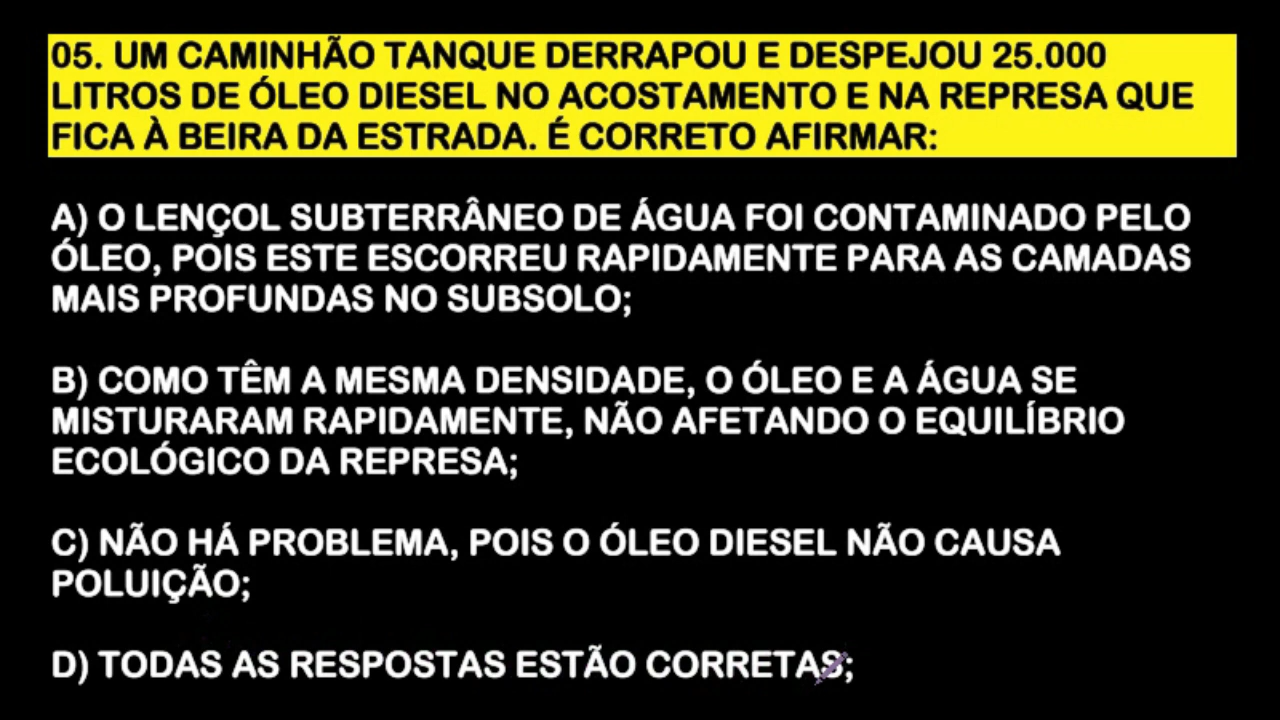 05. UM CAMINHÃO TANQUE DERRAPOU E DESPEJOU 25.000
LITROS DE ÓLEO DIESEL NO ACOSTAMENTO E NA REPRESA QUE
FICA À BEIRA DA ESTRADA. É CORRETO AFIRMAR:
A) O LENÇOL SUBTERRÂNEO DE ÁGUA FOI CONTAMINADO PELO
ÓLEO, POIS ESTE ESCORREU RAPIDAMENTE PARA AS CAMADAS
MAIS PROFUNDAS NO SUBSOLO;
B) COMO TÊM A MESMA DENSIDADE, O ÓLEO E A ÁGUA SE
MISTURARAM RAPIDAMENTE, NÃO AFETANDO O EQUILÍBRIO
ECOLÓGICO DA REPRESA;
C) NÃO HÁ PROBLEMA, POIS O ÓLEO DIESEL NÃO CAUSA
POLUIÇÃO;
D) TODAS AS RESPOSTAS ESTÃO CORRETAS;